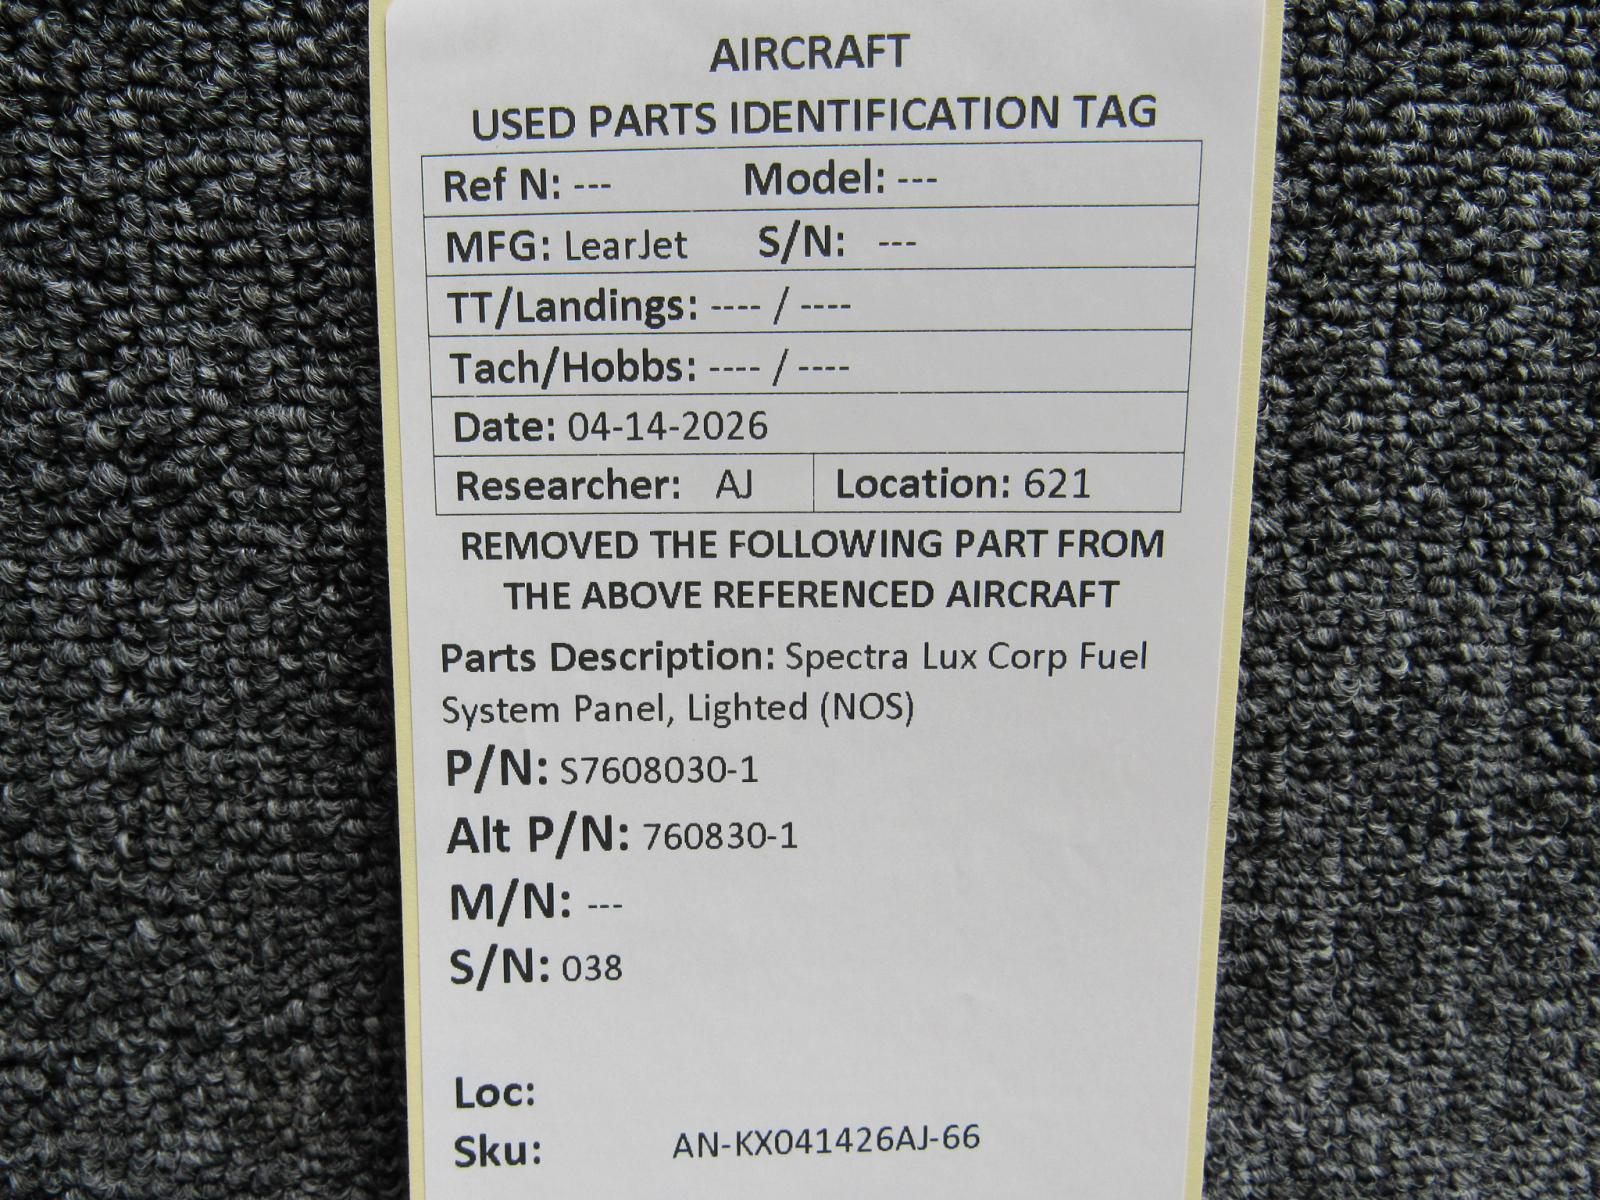 AIRCRAFT
USED PARTS IDENTIFICATION TAG
Ref N: --- Model: ---
MFG: LearJet S/N: ---
TT/Landings: ---- / ----
Tach/Hobbs: ---- / ----
Date: 04-14-2026
Researcher: AJ Location: 621
REMOVED THE FOLLOWING PART FROM
THE ABOVE REFERENCED AIRCRAFT
Parts Description: Spectra Lux Corp Fuel
System Panel, Lighted (NOS)
P/N: S7608030-1
Alt P/N: 760830-1
M/N: ---
S/N: 038
Loc:
Sku: AN-KX041426AJ-66